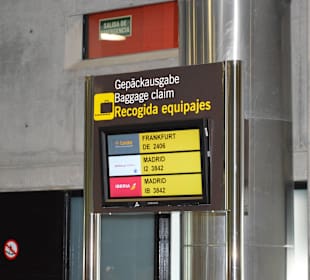 SALIDA DE
EMERGENCIA
Gepäckausgabe
Baggage claim
Recogida equipajes
FRANKFURT
DE 2406
MADRID
I2 3842
IBERIA
MADRID
IB 3842